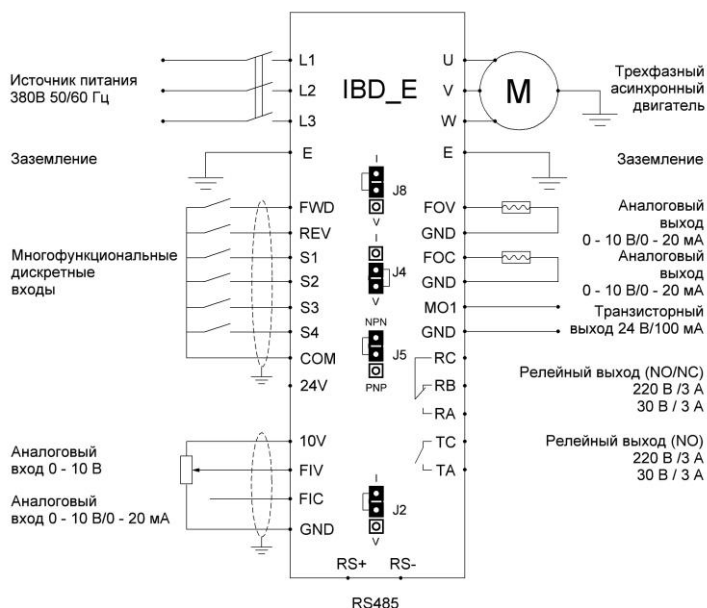 L1
L2
L3
E
Источник питания
380В 50/60 Гц
Заземление
IBD_E
U
V
W
E
M
Трехфазный
асинхронный
двигатель
Заземление
Многофункциональные
дискретные
входы
FWD
REV
S1
S2
S3
S4
COM
24V
I
J8
V
I
J4
V
NPN
J5
PNP
FOV
GND
FOC
GND
MO1
GND
RC
RB
RA
TC
TA
Аналоговый
выход
0 - 10 В/0 - 20 мА
Аналоговый
выход
0 - 10 В/0 - 20 мА
Транзисторный
выход 24 В/100 мА
Релейный выход (NO/NC)
220 В /3 А
30 В / 3 А
Релейный выход (NO)
220 В /3 А
30 В / 3 А
Аналоговый
вход 0 - 10 В
Аналоговый
вход 0 - 10 В/0 - 20 мА
10V
FIV
FIC
GND
I
J2
V
RS+ RS-
RS485